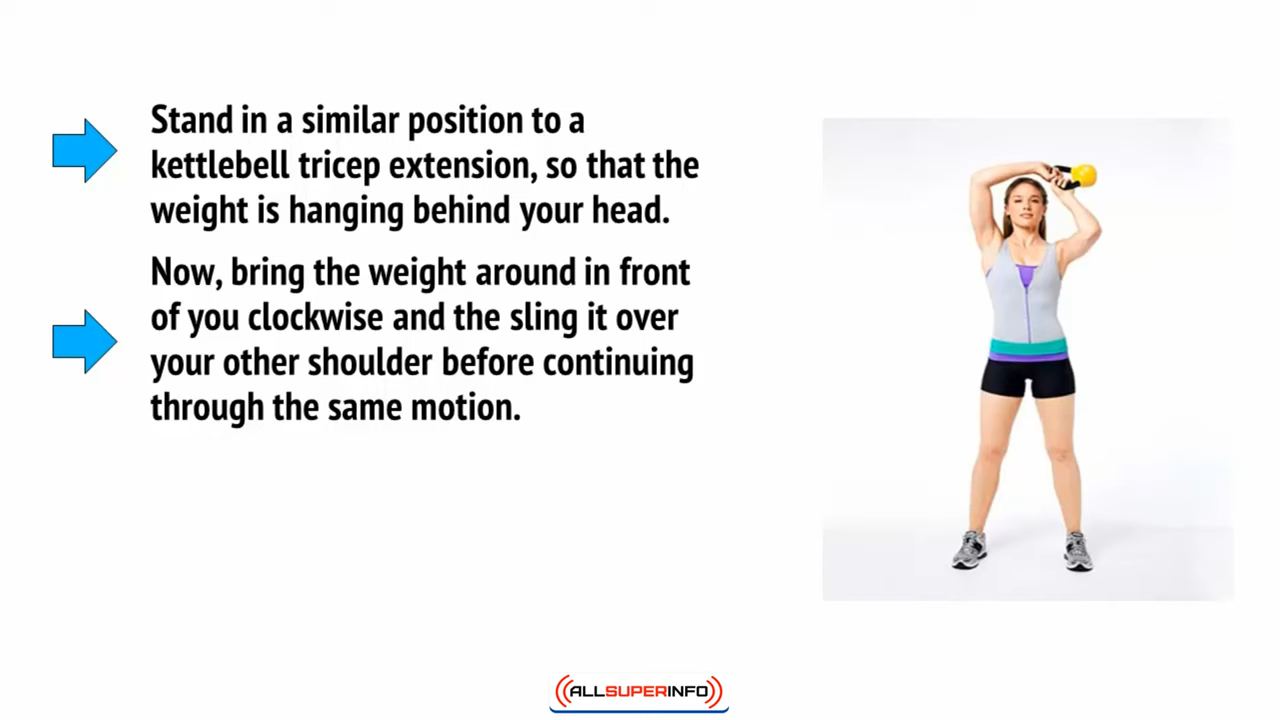 Stand in a similar position to a
kettlebell tricep extension, so that the
weight is hanging behind your head.
Now, bring the weight around in front
of you clockwise and the sling it over
your other shoulder before continuing
through the same motion.
ALLSUPERINFO